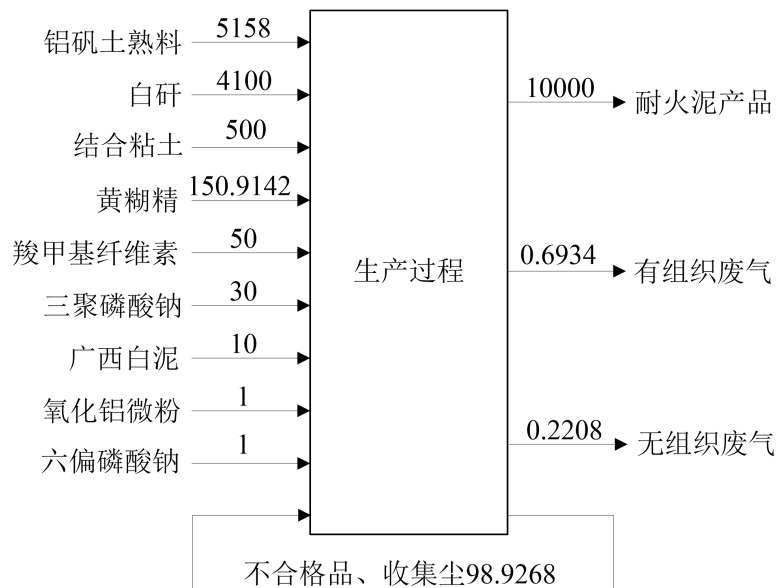 铝矾土熟料 5158
白矸 4100
结合粘土 500
黄糊精 150.9142
羧甲基纤维素 50
三聚磷酸钠 30
广西白泥 10
氧化铝微粉 1
六偏磷酸钠 1
生产过程
10000 耐火泥产品
0.6934 有组织废气
0.2208 无组织废气
不合格品、收集尘98.9268